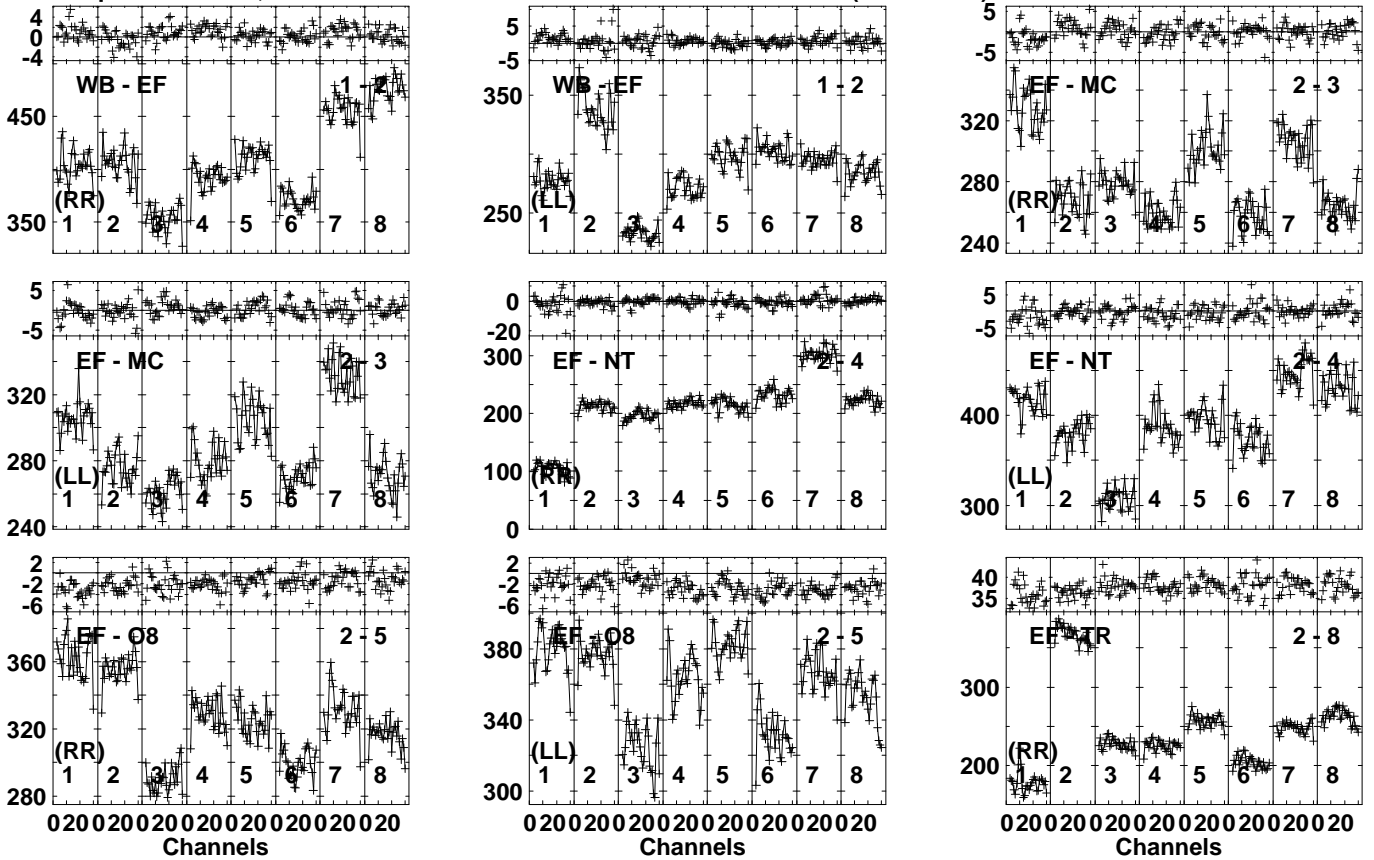 4 0 -4
WB - EF 1 - 2
450
350
(RR)
1 2 3 4 5 6 7 8
5 -5
WB - EF 1 - 2
350
250
(LL)
1 2 3 4 5 6 7 8
5 -5
EF - MC 2 - 3
320
280
240
(RR)
1 2 3 4 5 6 7 8
5 -5
EF - MC 2 - 3
320
280
240
(LL)
1 2 3 4 5 6 7 8
0 -20
EF - NT 2 - 4
300
200
100
0
(RR)
1 2 3 4 5 6 7 8
5 -5
EF - NT 2 - 4
400
300
(LL)
1 2 3 4 5 6 7 8
2 -2 -6
EF - O8 2 - 5
360
320
280
(RR)
1 2 3 4 5 6 7 8
0 20 0 20 0 20 0 20 0 20 0 20 0 20 0 20
Channels
2 -2 -6
EF - O8 2 - 5
380
340
300
(LL)
1 2 3 4 5 6 7 8
0 20 0 20 0 20 0 20 0 20 0 20 0 20 0 20
Channels
40 35
EF - TR 2 - 8
300
200
(RR)
1 2 3 4 5 6 7 8
0 20 0 20 0 20 0 20 0 20 0 20 0 20 0 20
Channels